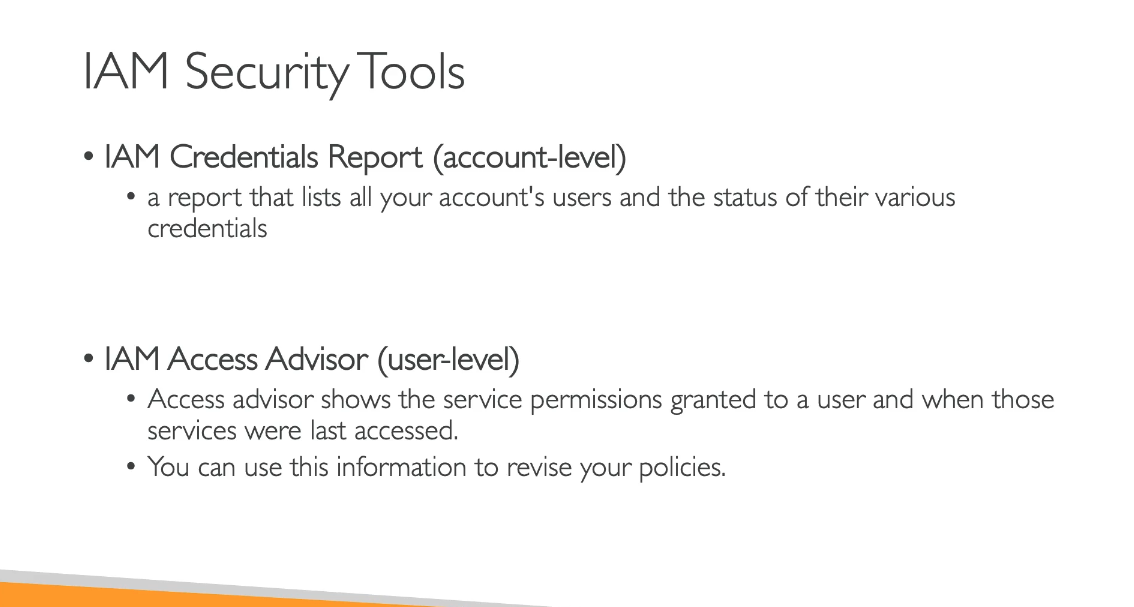 IAM Security Tools
• IAM Credentials Report (account-level)
• a report that lists all your account's users and the status of their various
credentials
• IAM Access Advisor (user-level)
• Access advisor shows the service permissions granted to a user and when those
services were last accessed.
• You can use this information to revise your policies.